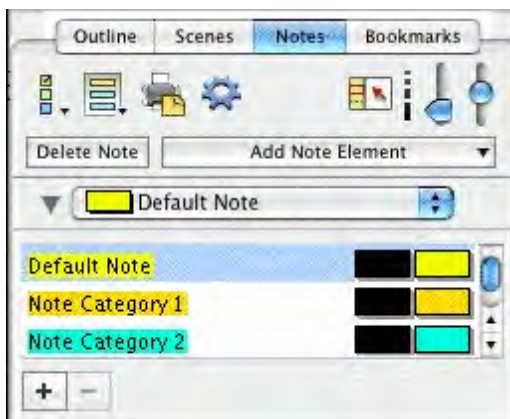 Outline Scenes Notes Bookmarks
Delete Note Add Note Element
Default Note
Default Note
Note Category 1
Note Category 2